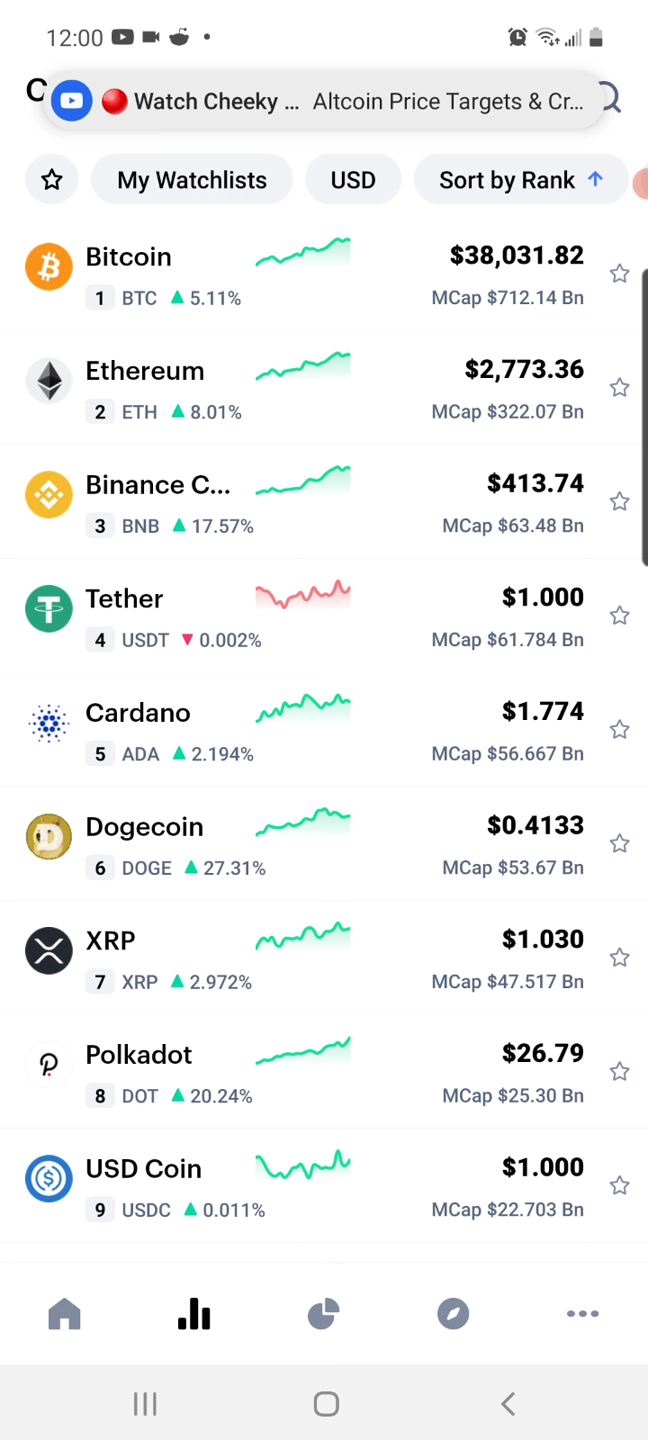 12:00
C
Watch Cheeky ... Altcoin Price Targets & Cr...
My Watchlists USD Sort by Rank
Bitcoin $38,031.82
1 BTC 5.11% MCap $712.14 Bn
Ethereum $2,773.36
2 ETH 8.01% MCap $322.07 Bn
Binance C... $413.74
3 BNB 17.57% MCap $63.48 Bn
Tether $1.000
4 USDT 0.002% MCap $61.784 Bn
Cardano $1.774
5 ADA 2.194% MCap $56.667 Bn
Dogecoin $0.4133
6 DOGE 27.31% MCap $53.67 Bn
XRP $1.030
7 XRP 2.972% MCap $47.517 Bn
Polkadot $26.79
8 DOT 20.24% MCap $25.30 Bn
USD Coin $1.000
9 USDC 0.011% MCap $22.703 Bn